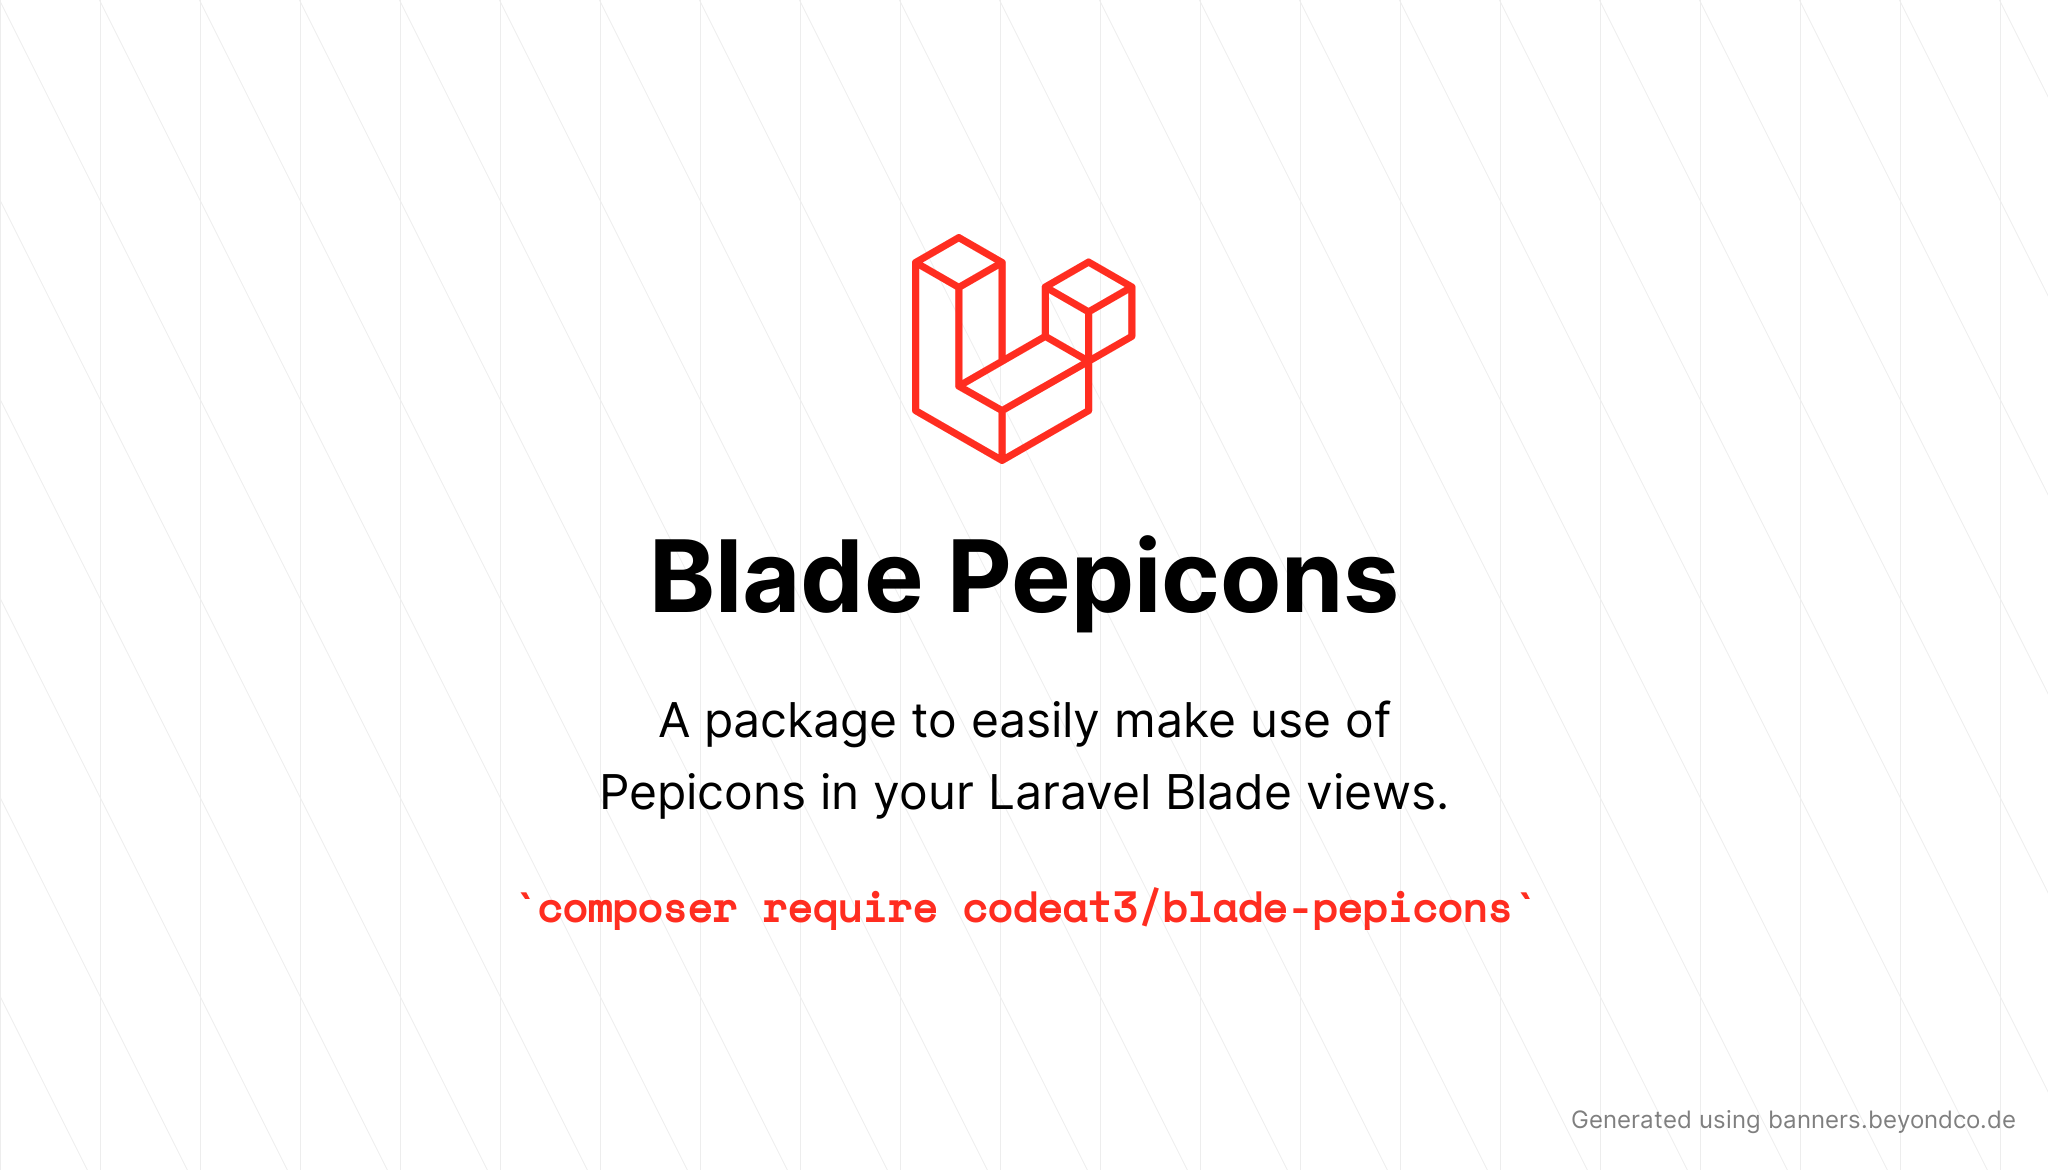 Blade Pepicons
A package to easily make use of
Pepicons in your Laravel Blade views.
`composer require codeat3/blade-pepicons`
Generated using banners.beyondco.de